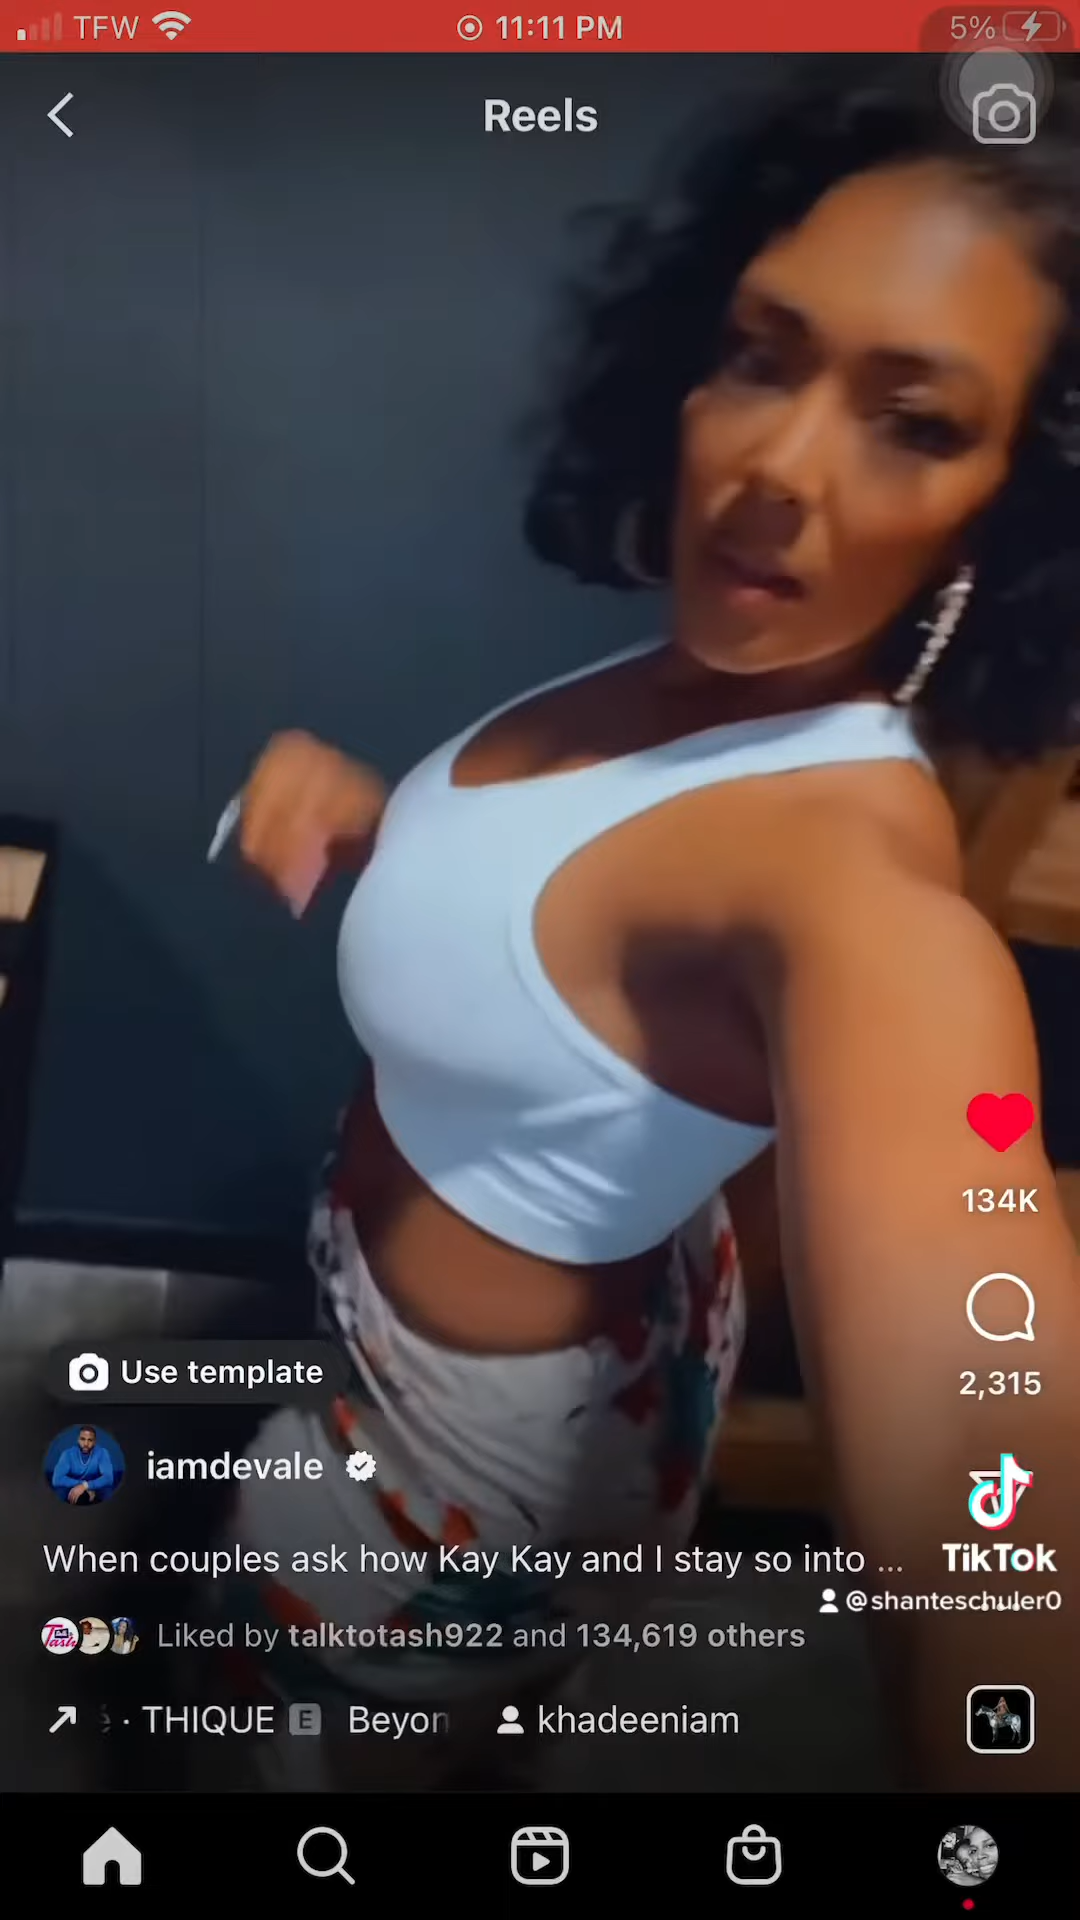 TFW 11:11 PM 5%
Reels
134K
2,315
Use template
iamdevale
When couples ask how Kay Kay and I stay so into ...
TikTok
@shanteschuler0
Liked by talktotash922 and 134,619 others
· THIQUE E Beyon khadeeniam